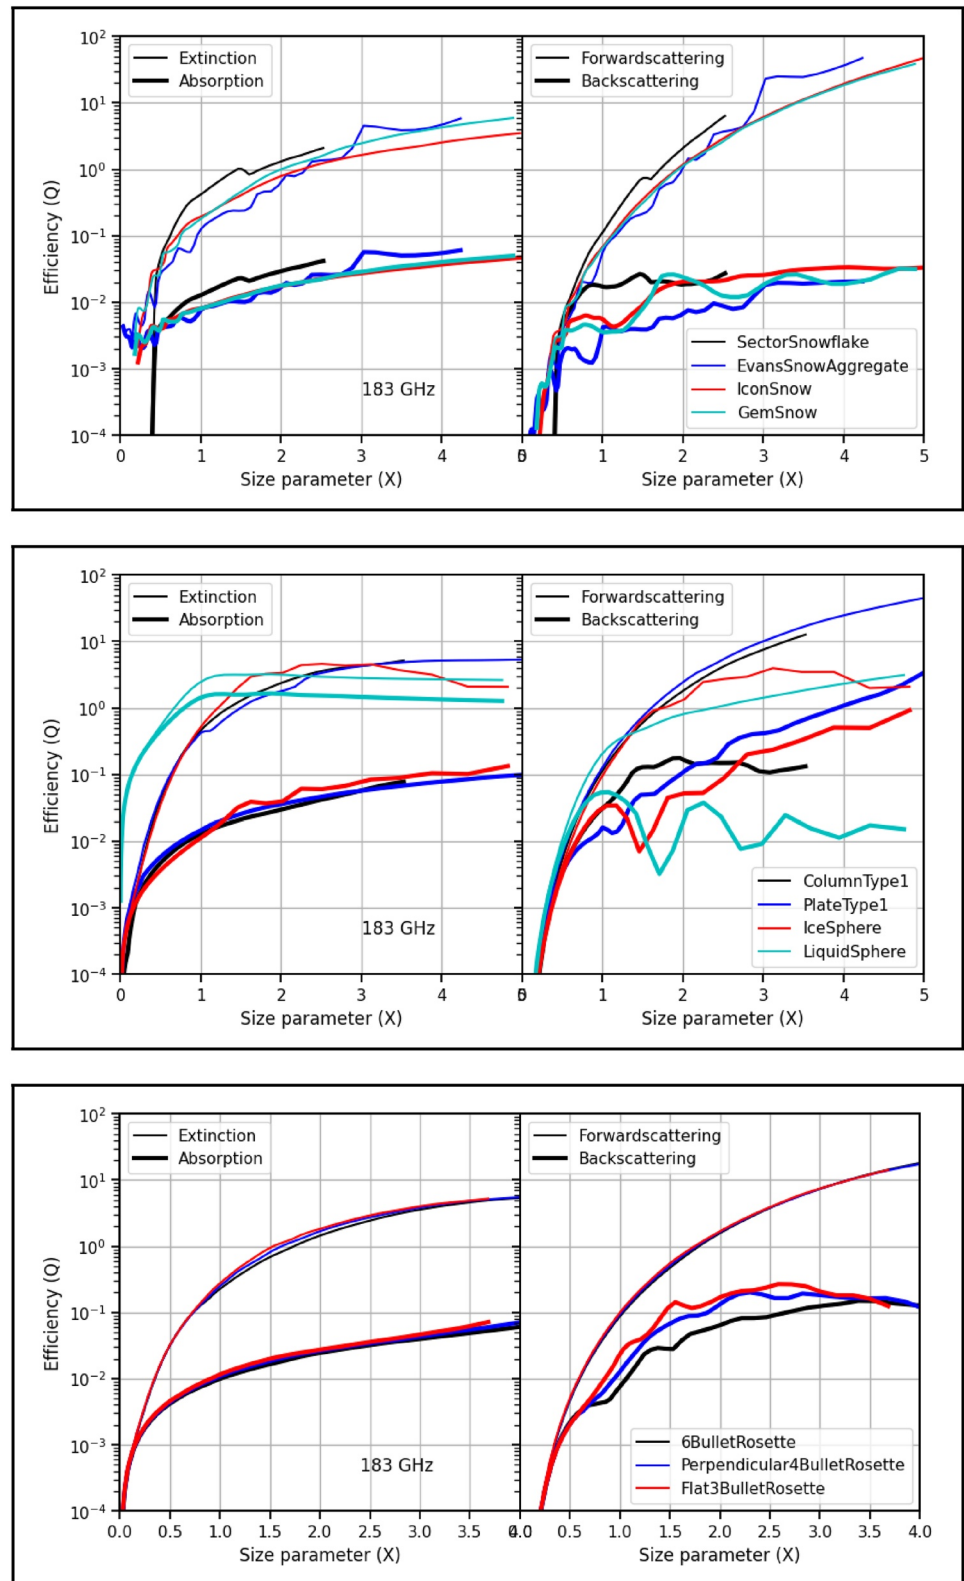 10²
10¹
10⁰
10⁻¹
10⁻²
10⁻³
10⁻⁴
Efficiency (Q)
Extinction
Absorption
183 GHz
0 1 2 3 4 5
Size parameter (X)
Forwardscattering
Backscattering
SectorSnowflake
EvansSnowAggregate
IconSnow
GemSnow
0 1 2 3 4 5
Size parameter (X)
10²
10¹
10⁰
10⁻¹
10⁻²
10⁻³
10⁻⁴
Efficiency (Q)
Extinction
Absorption
183 GHz
0 1 2 3 4 5
Size parameter (X)
Forwardscattering
Backscattering
ColumnType1
PlateType1
IceSphere
LiquidSphere
0 1 2 3 4 5
Size parameter (X)
10²
10¹
10⁰
10⁻¹
10⁻²
10⁻³
10⁻⁴
Efficiency (Q)
Extinction
Absorption
183 GHz
0.0 0.5 1.0 1.5 2.0 2.5 3.0 3.5 4.0
Size parameter (X)
Forwardscattering
Backscattering
6BulletRosette
Perpendicular4BulletRosette
Flat3BulletRosette
0.0 0.5 1.0 1.5 2.0 2.5 3.0 3.5 4.0
Size parameter (X)